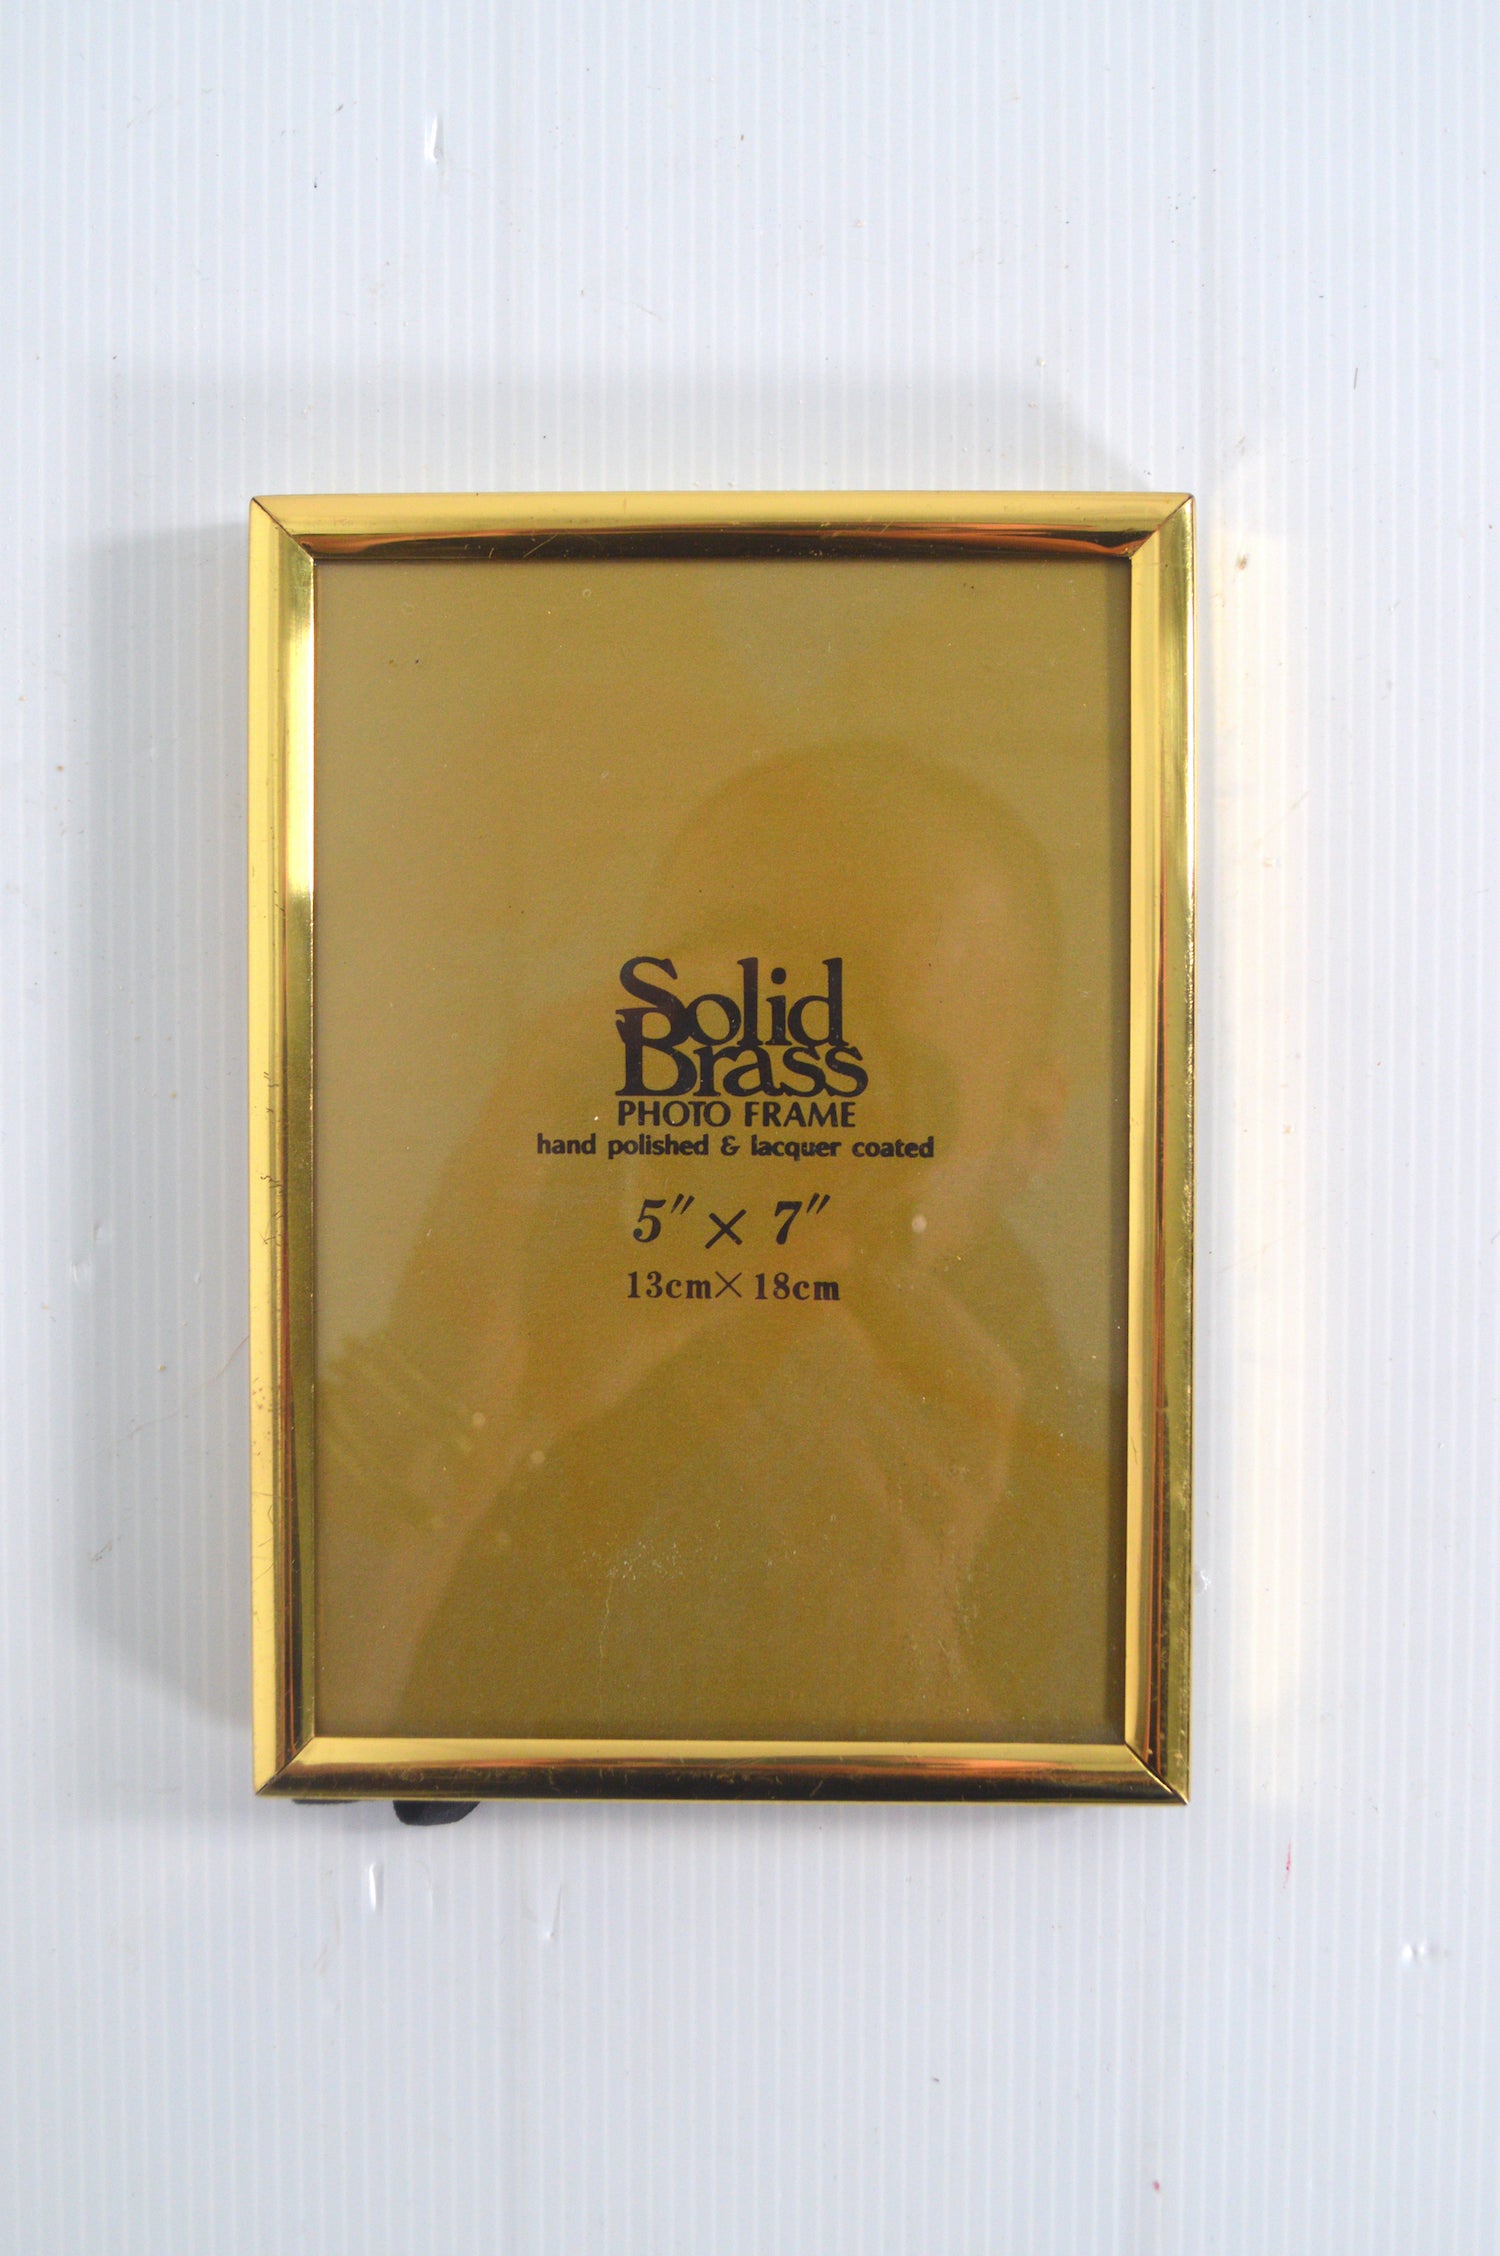 Solid
Brass
PHOTO FRAME
hand polished & lacquer coated
5" × 7"
13cm × 18cm